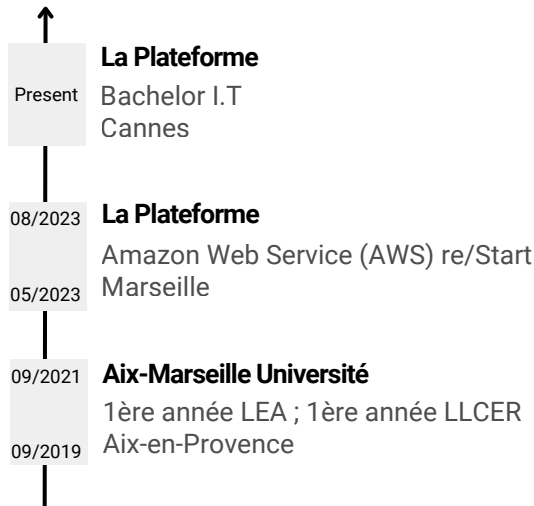 La Plateforme
Present
Bachelor I.T
Cannes
08/2023
La Plateforme
Amazon Web Service (AWS) re/Start
05/2023
Marseille
09/2021
Aix-Marseille Université
1ère année LEA ; 1ère année LLCER
09/2019
Aix-en-Provence